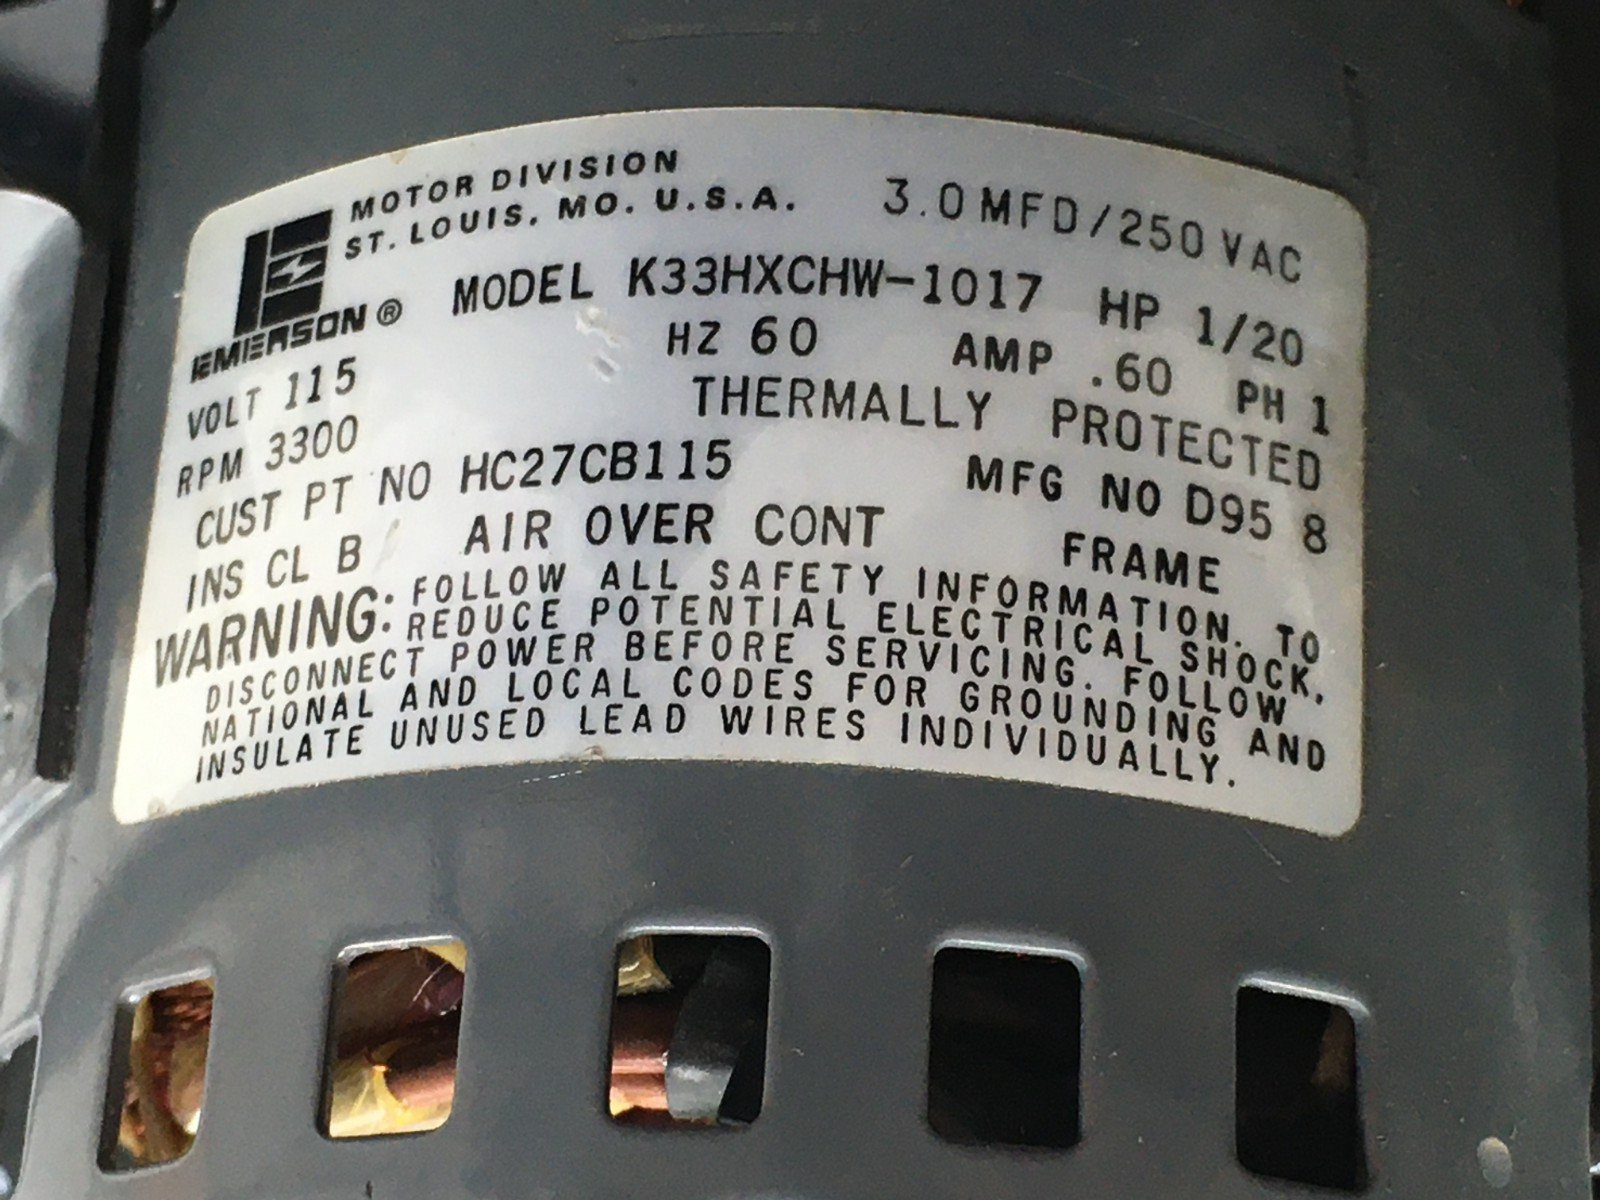 MOTOR DIVISION
ST. LOUIS, MO. U.S.A.
3.0 MFD/250 VAC
EMERSON®
MODEL K33HXCHW-1017 HP 1/20
VOLT 115 HZ 60 AMP .60 PH 1
RPM 3300 THERMALLY PROTECTED
CUST PT NO HC27CB115 MFG NO D95 8
INS CL B AIR OVER CONT FRAME
WARNING: FOLLOW ALL SAFETY INFORMATION. TO
REDUCE POTENTIAL ELECTRICAL SHOCK,
DISCONNECT POWER BEFORE SERVICING. FOLLOW
NATIONAL AND LOCAL CODES FOR GROUNDING AND
INSULATE UNUSED LEAD WIRES INDIVIDUALLY.